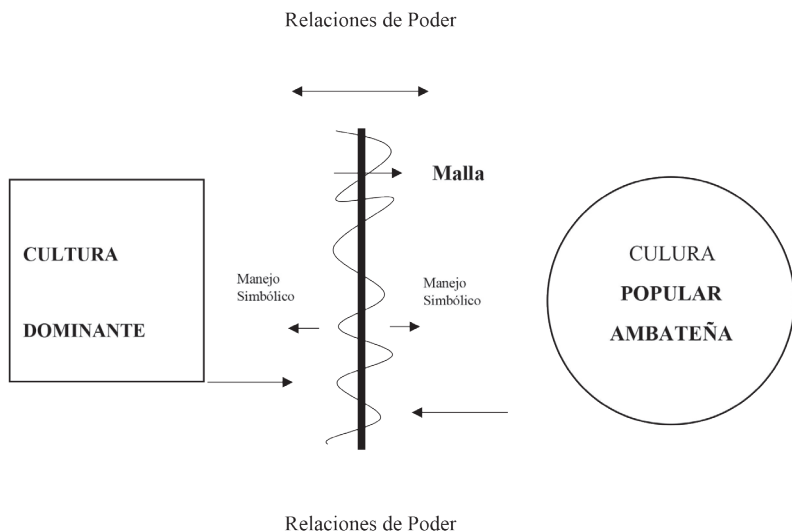 Relaciones de Poder
Malla
CULTURA
DOMINANTE
Manejo
Simbólico
Manejo
Simbólico
CULURA
POPULAR
AMBATEÑA
Relaciones de Poder